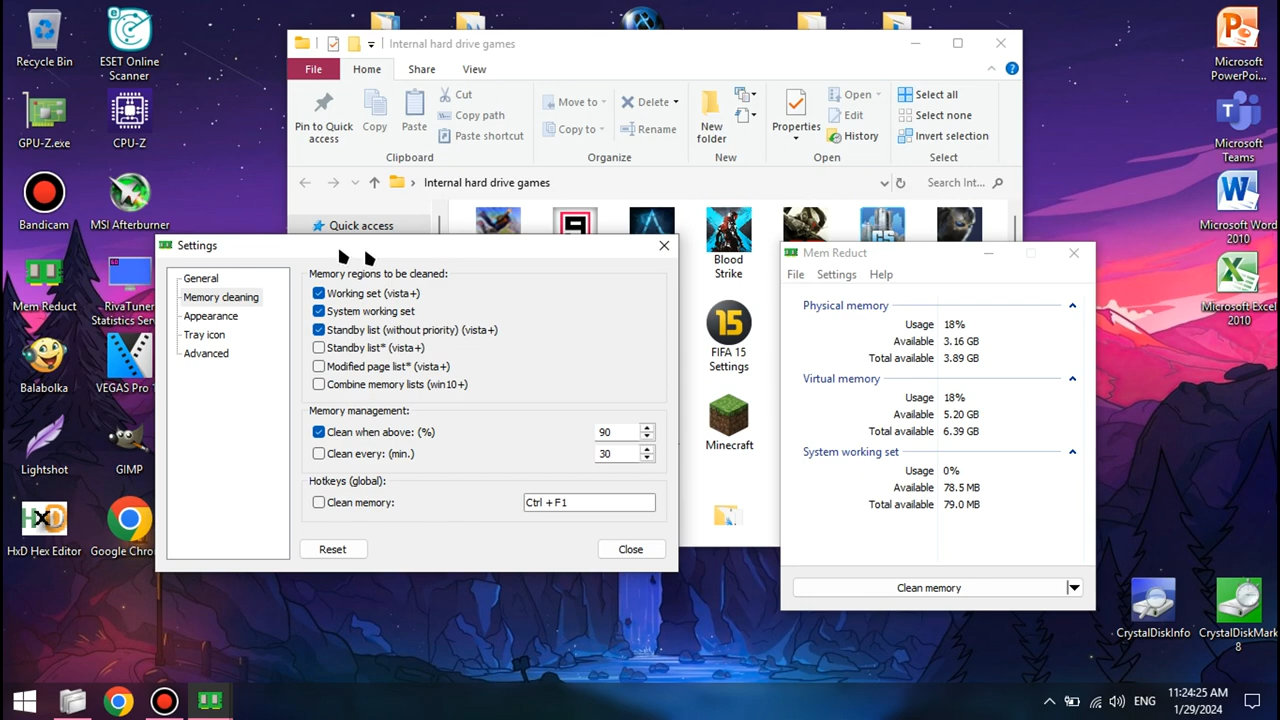 Recycle Bin
ESET Online
Scanner
GPU-Z.exe
CPU-Z
Bandicam
MSI Afterburner
Mem Reduct
RivaTuner
Statistics Serv
Balabolka
VEGAS Pro 1
Lightshot
GIMP
HxD
HxD Hex Editor
Google Chrom
Internal hard drive games
File
Home
Share
View
Pin to Quick
access
Copy
Paste
Cut
Copy path
Paste shortcut
Clipboard
Move to
Copy to
Delete
Rename
Organize
New
folder
New
Properties
Open
Edit
History
Open
Select all
Select none
Invert selection
Select
Internal hard drive games
Search Int...
Quick access
Blood
Strike
15
FIFA 15
Settings
Minecraft
Settings
General
Memory cleaning
Appearance
Tray icon
Advanced
Memory regions to be cleaned:
Working set (vista+)
System working set
Standby list (without priority) (vista+)
Standby list* (vista+)
Modified page list* (vista+)
Combine memory lists (win10+)
Memory management:
Clean when above: (%) 90
Clean every: (min.) 30
Hotkeys (global):
Clean memory: Ctrl + F1
Reset
Close
Mem Reduct
File
Settings
Help
Physical memory
Usage 18%
Available 3.16 GB
Total available 3.89 GB
Virtual memory
Usage 18%
Available 5.20 GB
Total available 6.39 GB
System working set
Usage 0%
Available 78.5 MB
Total available 79.0 MB
Clean memory
Microsoft
PowerPoi...
Microsoft
Teams
Microsoft Word
2010
Microsoft Excel
2010
CrystalDiskInfo
CrystalDiskMark
8
ENG
11:24:25 AM
1/29/2024